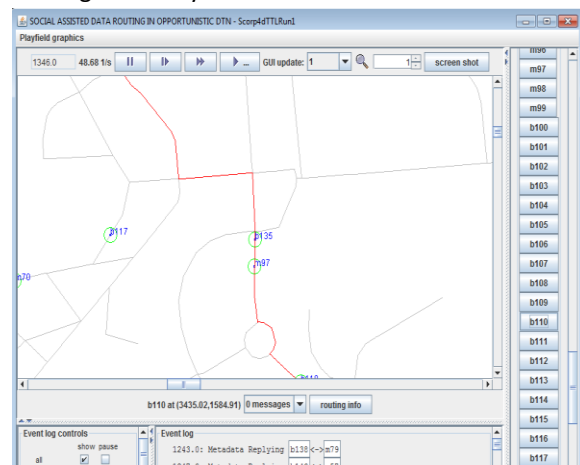 SOCIAL ASSISTED DATA ROUTING IN OPPORTUNISTIC DTN - Scorp4dTTLRun1
Playfield graphics
1346.0 48.68 1/s GUI update: 1 1 screen shot
m97
m98
m99
b100
b101
b102
b103
b104
b105
b106
b107
b108
b109
b110
b111
b112
b113
b114
b115
b116
b117
b117
b135
m97
m70
b110 at (3435.02,1584.91) 0 messages routing info
Event log controls
show pause
all
Event log
1243.0: Metadata Replying b138<->m79